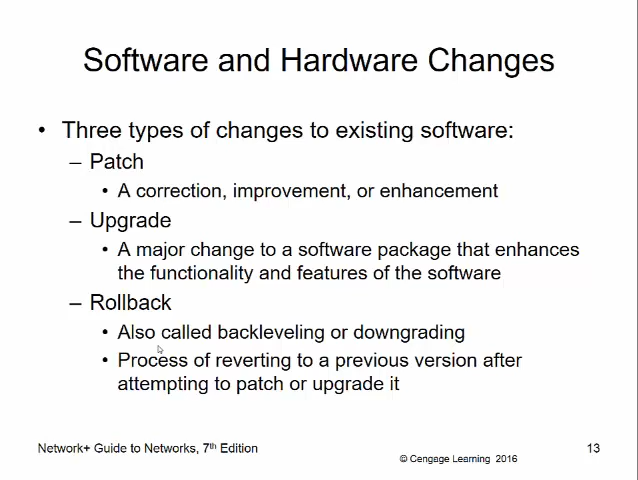 Software and Hardware Changes
• Three types of changes to existing software:
– Patch
• A correction, improvement, or enhancement
– Upgrade
• A major change to a software package that enhances
the functionality and features of the software
– Rollback
• Also called backleveling or downgrading
• Process of reverting to a previous version after
attempting to patch or upgrade it
Network+ Guide to Networks, 7th Edition
© Cengage Learning 2016
13